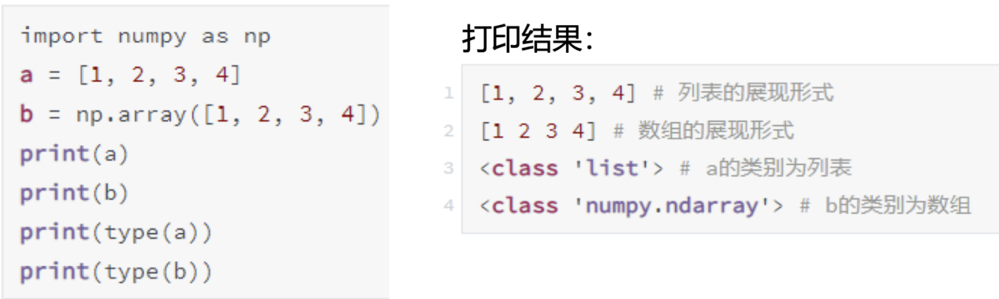 import numpy as np
a = [1, 2, 3, 4]
b = np.array([1, 2, 3, 4])
print(a)
print(b)
print(type(a))
print(type(b))
打印结果：
1 [1, 2, 3, 4] # 列表的展现形式
2 [1 2 3 4] # 数组的展现形式
3 <class 'list'> # a的类别为列表
4 <class 'numpy.ndarray'> # b的类别为数组